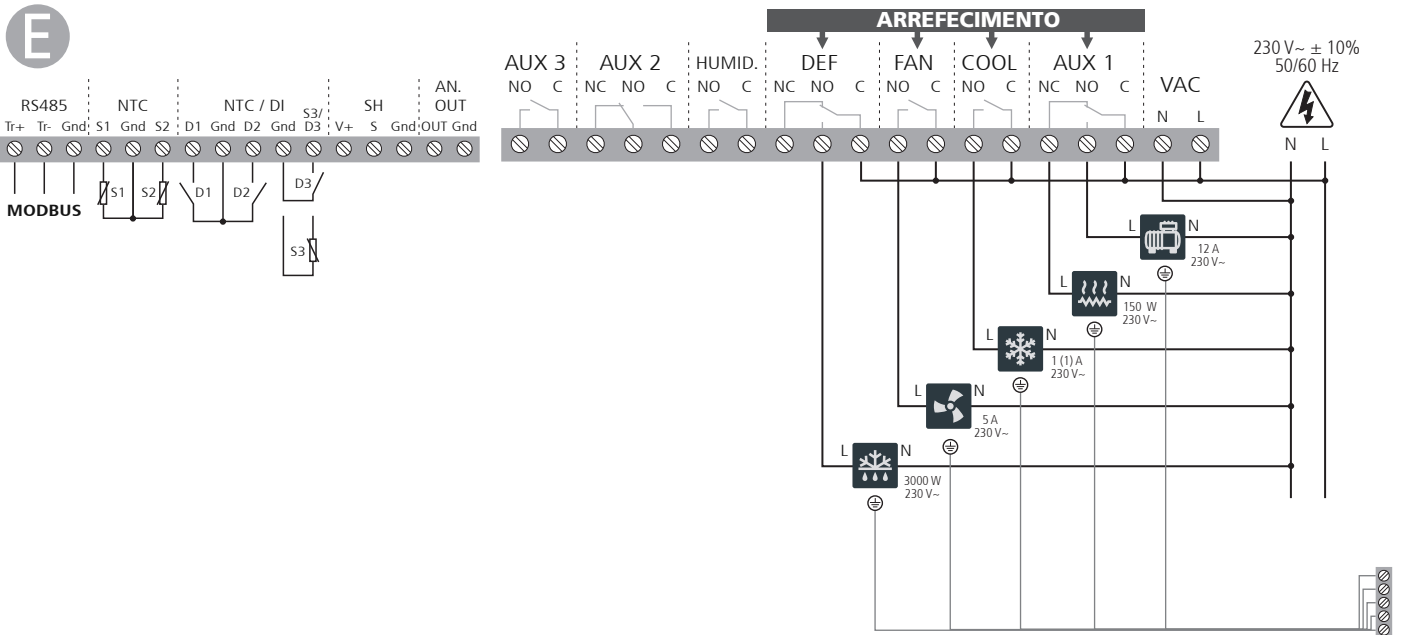 E
ARREFECIMENTO
230 V~ ± 10%
50/60 Hz
AUX 3 AUX 2 HUMID. DEF FAN COOL AUX 1 VAC
NO C NC NO C NO C NC NO C NO C NO C NC NO C N L
RS485 NTC NTC / DI SH AN. OUT
Tr+ Tr- Gnd S1 Gnd S2 D1 Gnd D2 Gnd S3/D3 V+ S Gnd OUT Gnd
N L
MODBUS
S1 S2 D1 D2 D3
S3
L N
12 A
230 V~
L N
150 W
230 V~
L N
1 (1) A
230 V~
L N
5 A
230 V~
L N
3000 W
230 V~